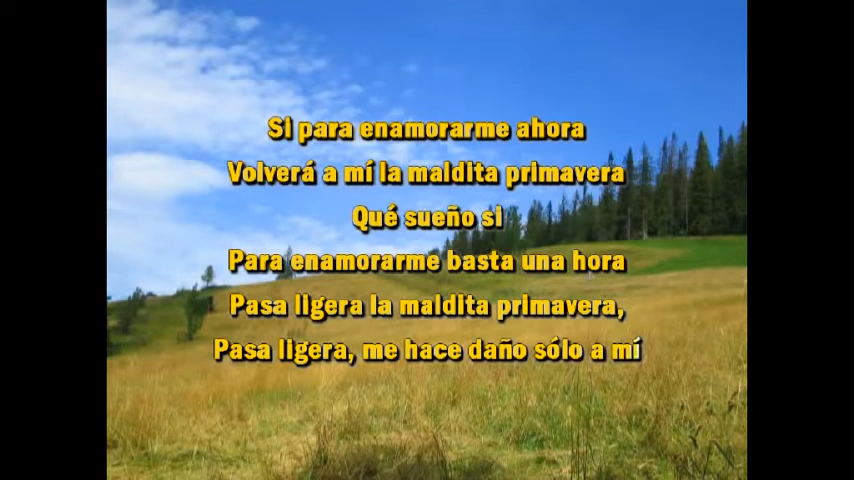 Si para enamorarme ahora
Volverá a mí la maldita primavera
Qué sueño si
Para enamorarme basta una hora
Pasa ligera la maldita primavera,
Pasa ligera, me hace daño sólo a mí